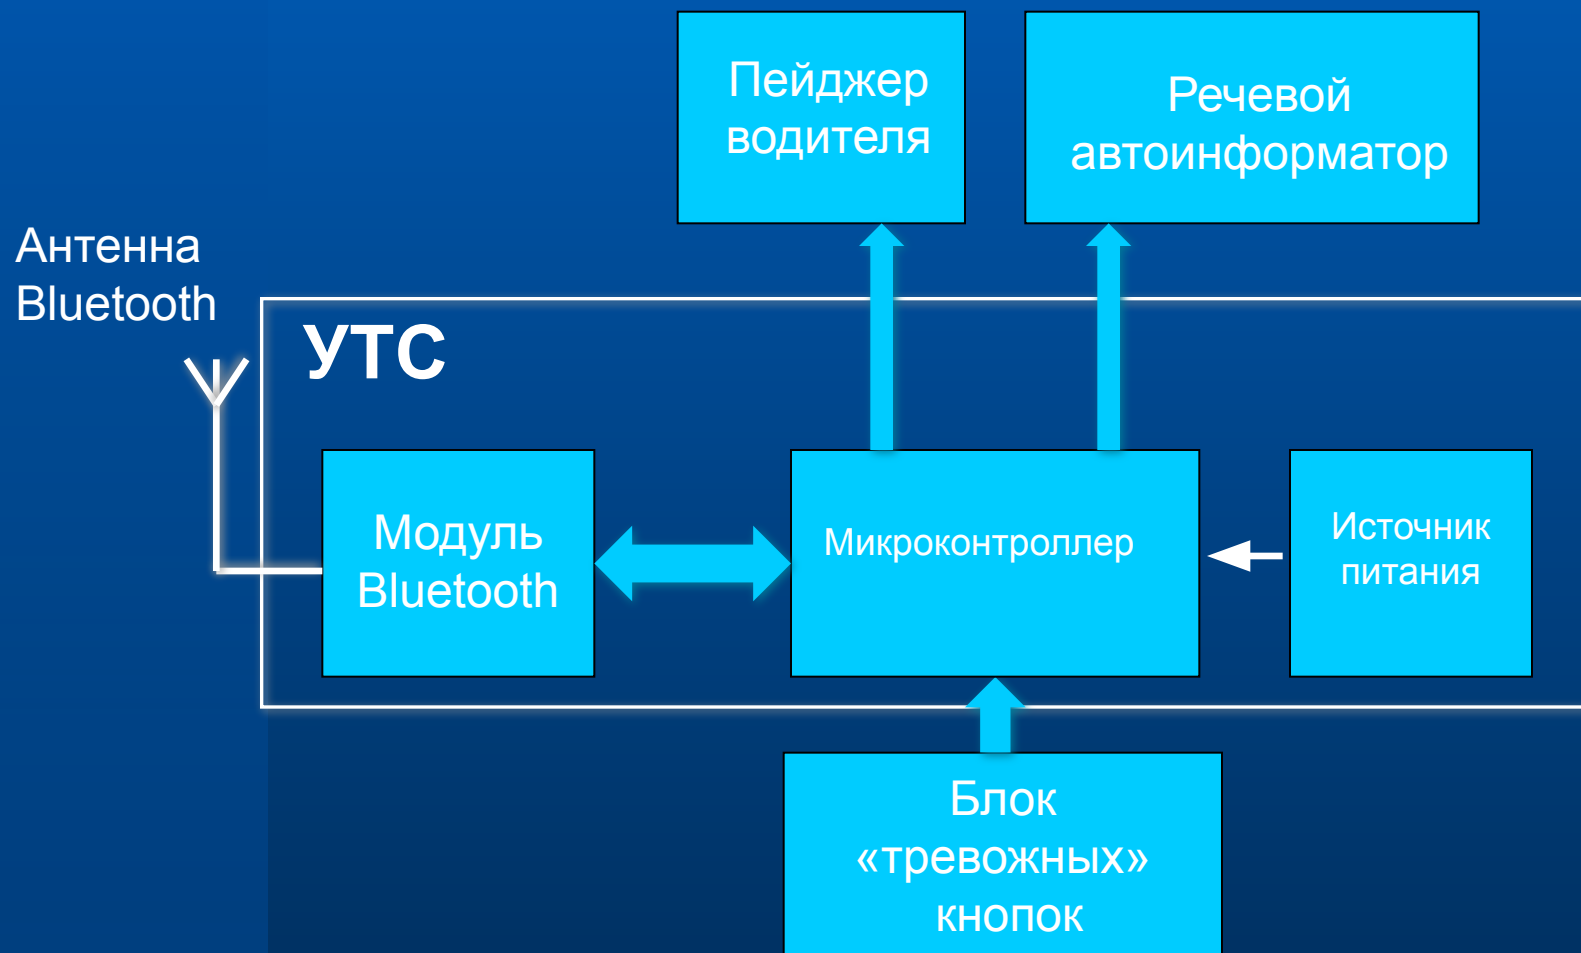 Пейджер
водителя
Речевой
автоинформатор
Антенна
Bluetooth
УТС
Модуль
Bluetooth
Микроконтроллер
Источник
питания
Блок
«тревожных»
кнопок